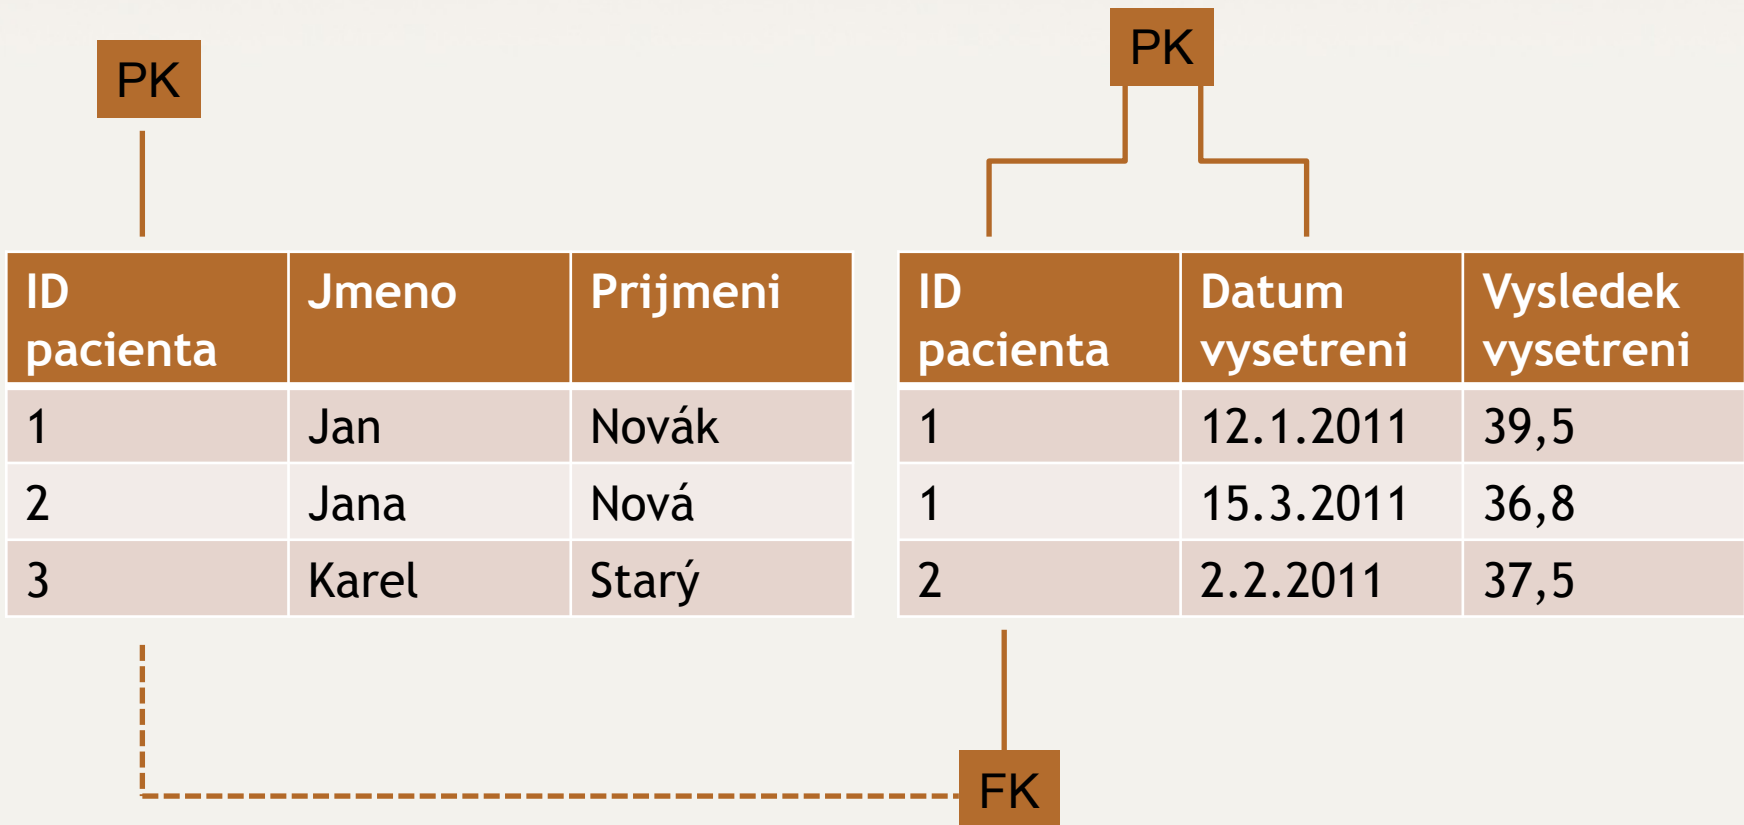 PK
PK
ID pacienta Jmeno Prijmeni
1 Jan Novák
2 Jana Nová
3 Karel Starý
ID pacienta Datum vysetreni Vysledek vysetreni
1 12.1.2011 39,5
1 15.3.2011 36,8
2 2.2.2011 37,5
FK